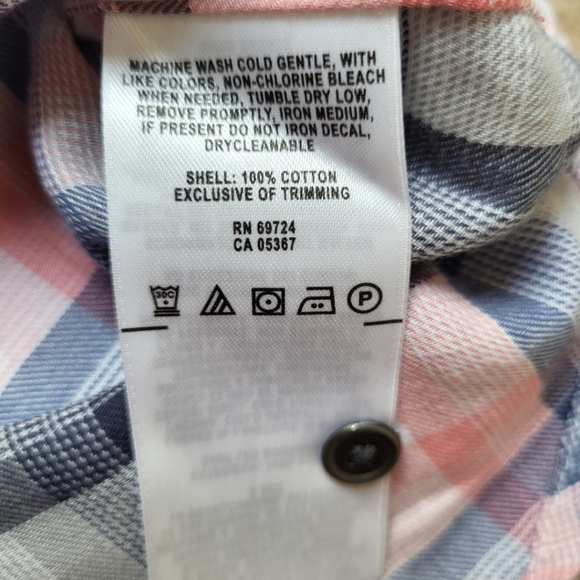 MACHINE WASH COLD GENTLE, WITH
LIKE COLORS, NON-CHLORINE BLEACH
WHEN NEEDED, TUMBLE DRY LOW,
REMOVE PROMPTLY, IRON MEDIUM,
IF PRESENT DO NOT IRON DECAL,
DRYCLEANABLE
SHELL: 100% COTTON
EXCLUSIVE OF TRIMMING
RN 69724
CA 05367
30C
P